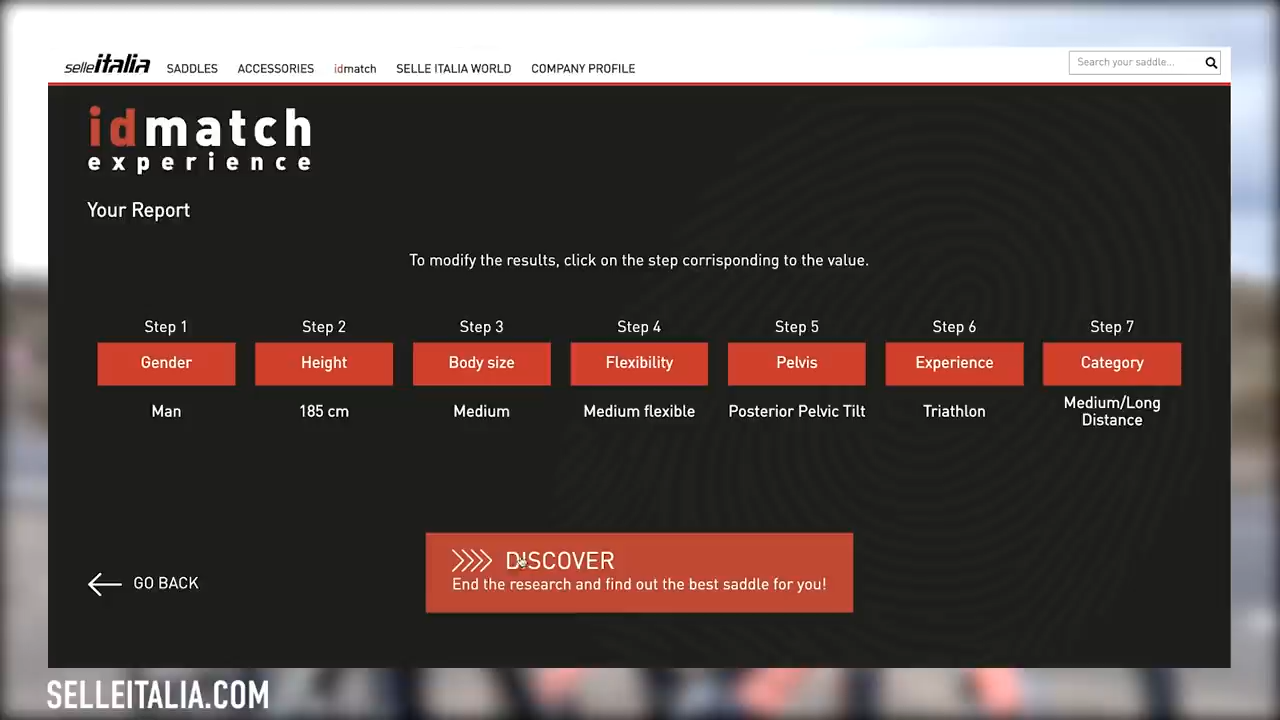 selleitalia SADDLES ACCESSORIES idmatch SELLE ITALIA WORLD COMPANY PROFILE Search your saddle...
idmatch
experience
Your Report
To modify the results, click on the step corrisponding to the value.
Step 1 Step 2 Step 3 Step 4 Step 5 Step 6 Step 7
Gender Height Body size Flexibility Pelvis Experience Category
Man 185 cm Medium Medium flexible Posterior Pelvic Tilt Triathlon Medium/Long
Distance
DISCOVER
End the research and find out the best saddle for you!
GO BACK
SELLEITALIA.COM